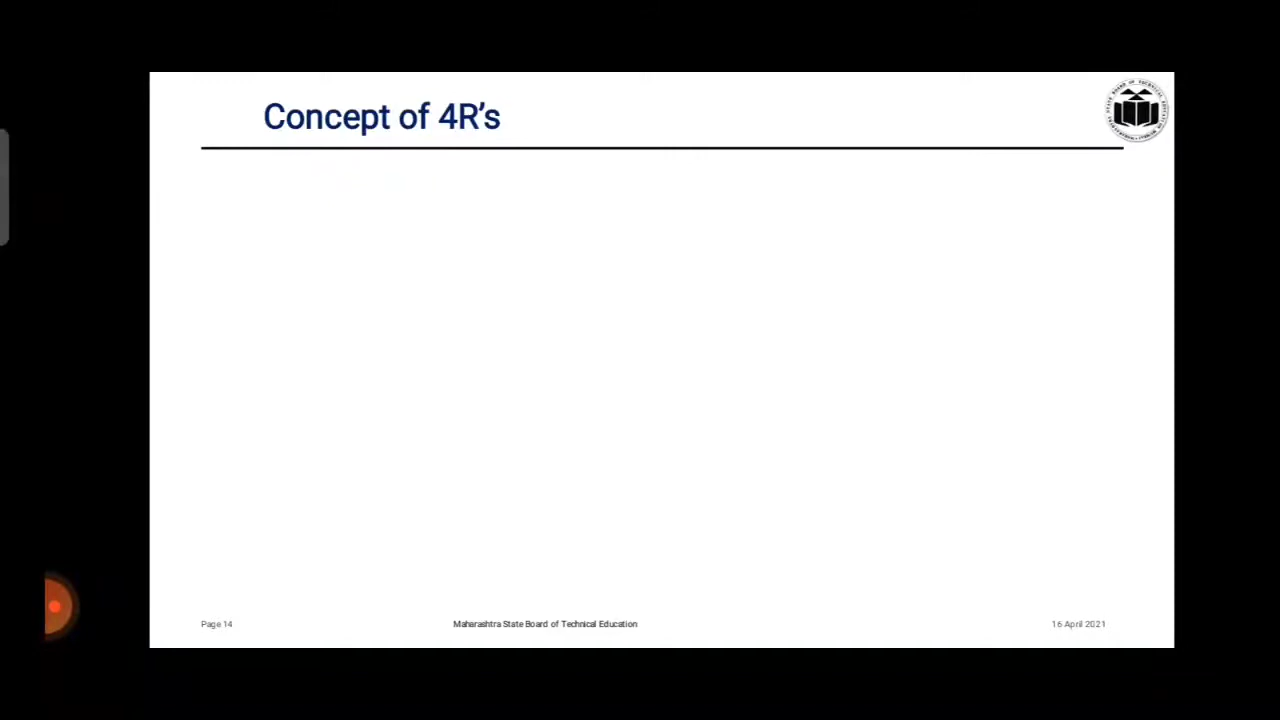 Concept of 4R's
Page 14
Maharashtra State Board of Technical Education
16 April 2021